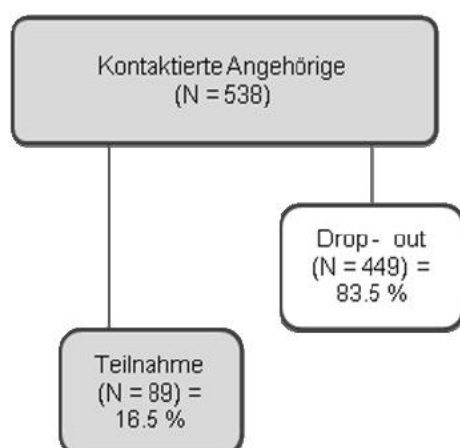 Kontaktierte Angehörige
(N = 538)
Drop- out
(N = 449) =
83.5 %
Teilnahme
(N = 89) =
16.5 %